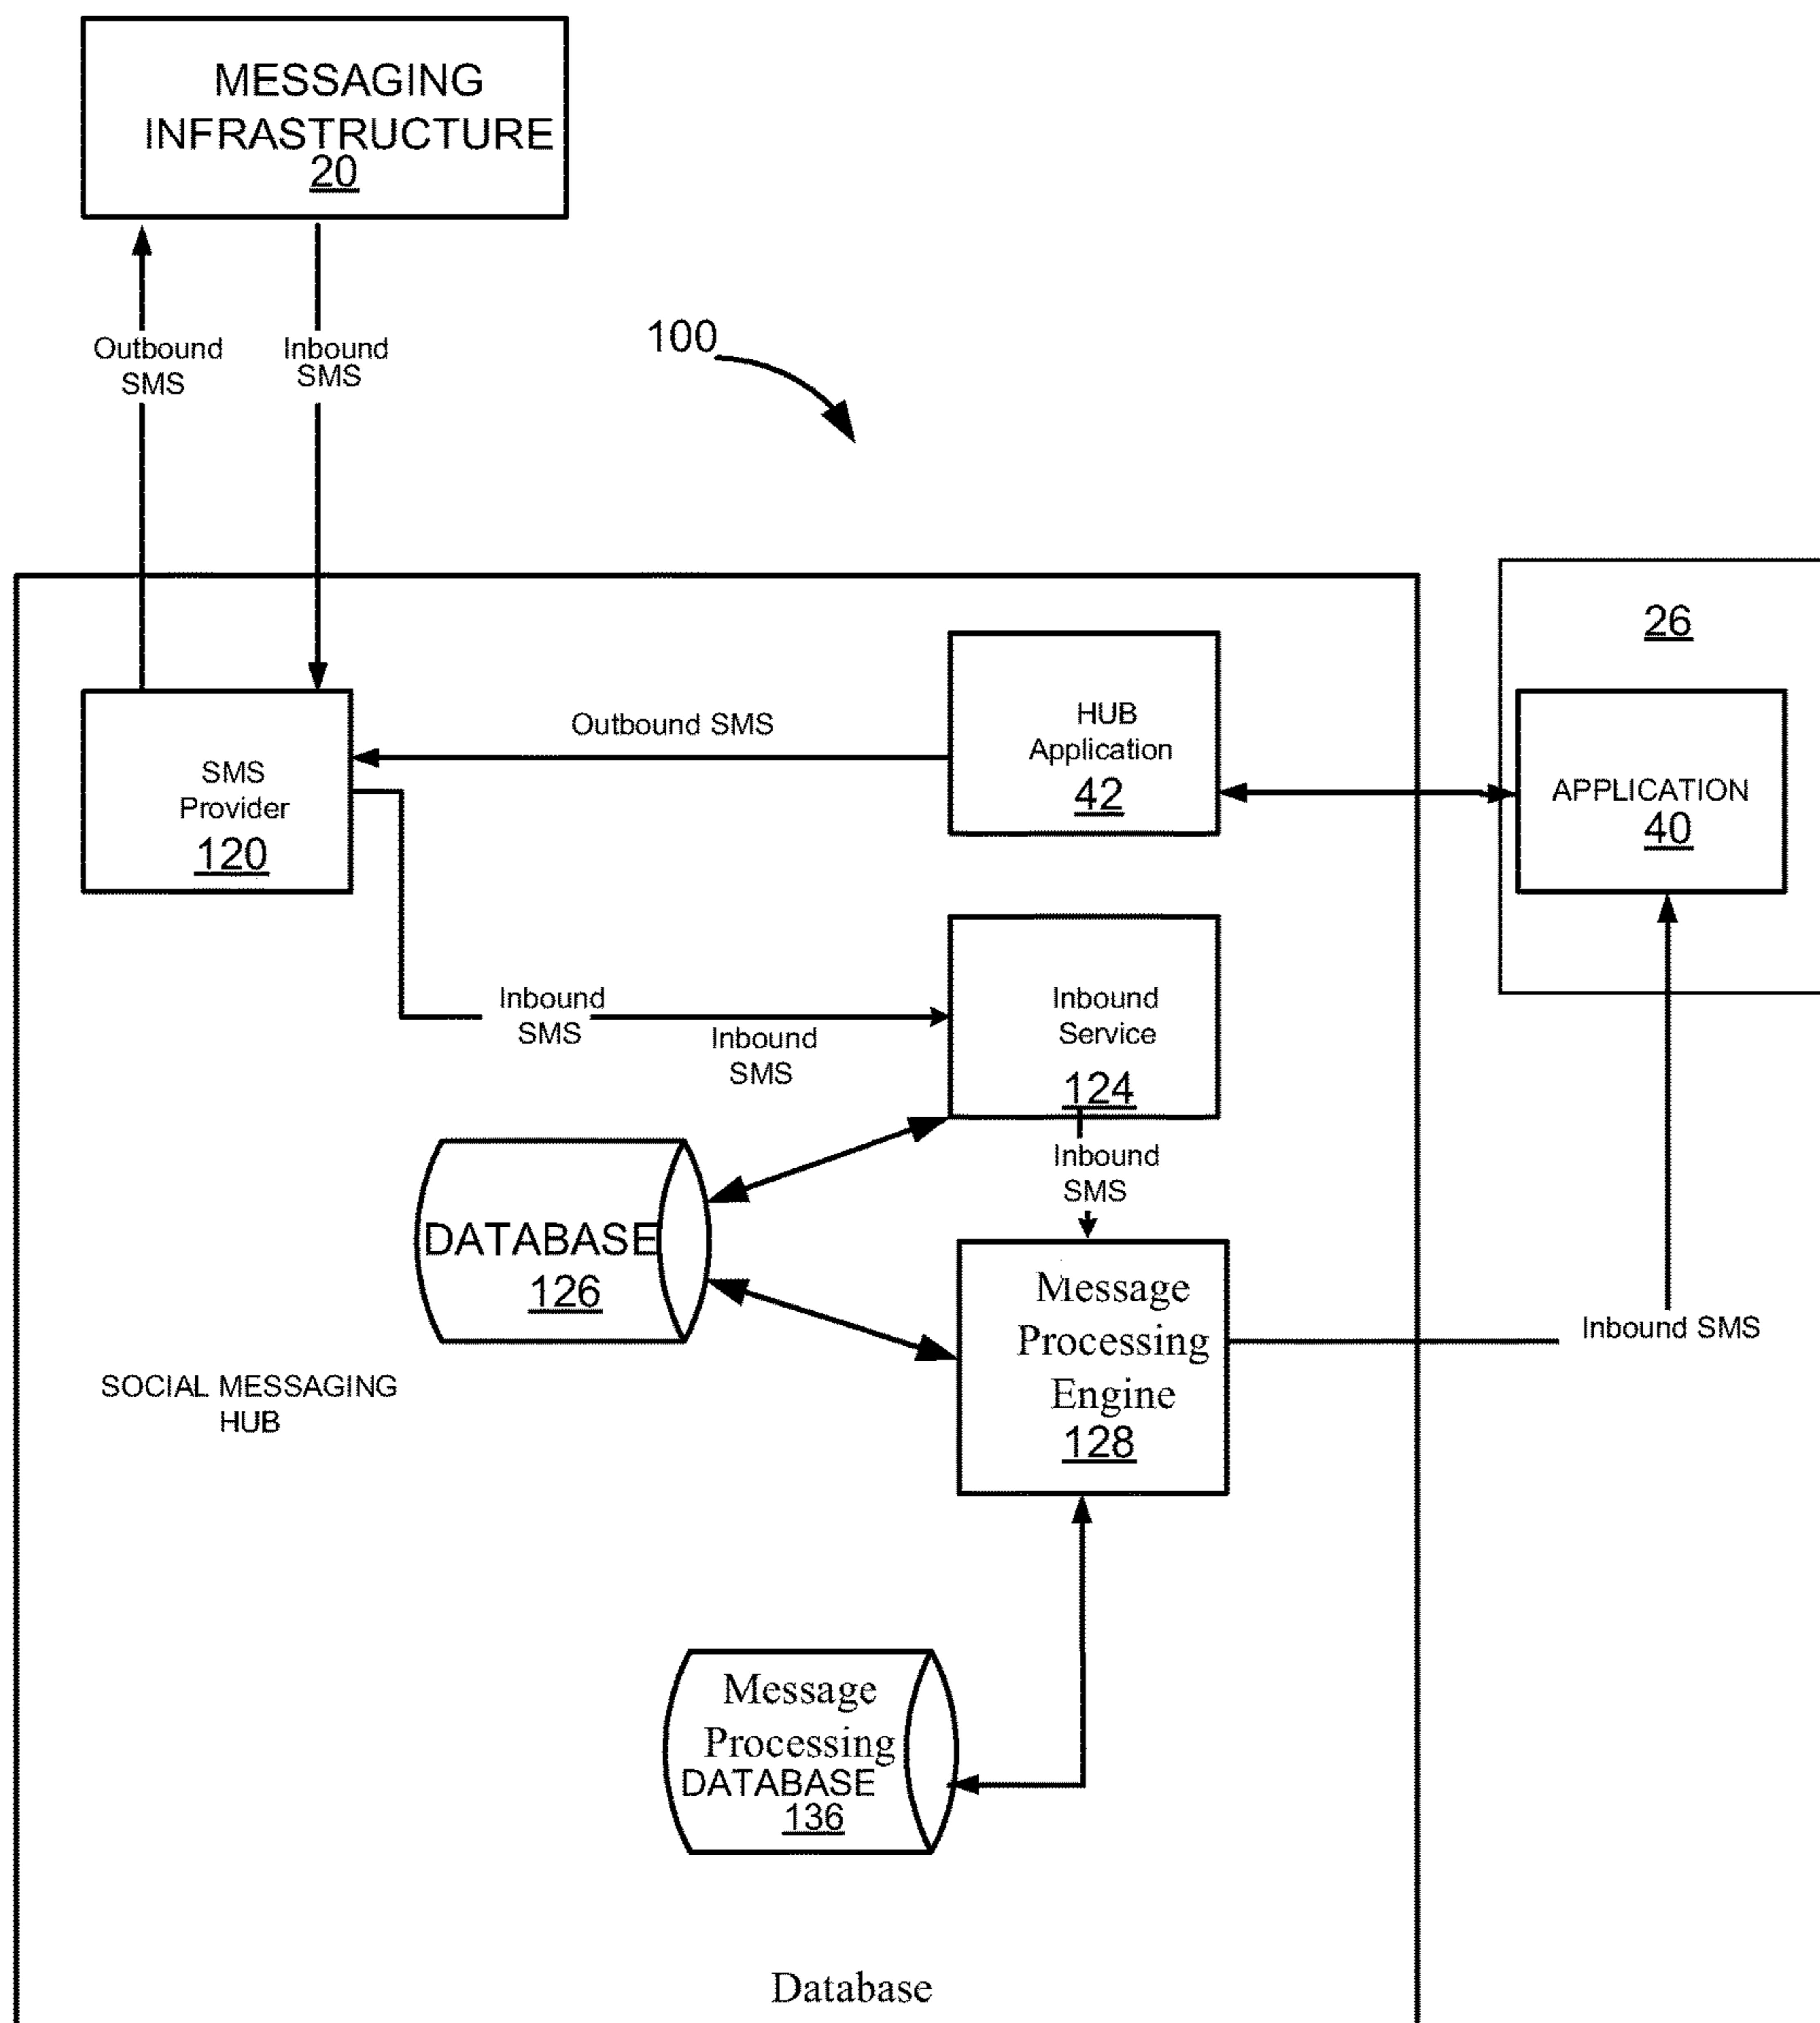 MESSAGING
INFRASTRUCTURE
20
Outbound
SMS
Inbound
SMS
100
26
HUB
Application
42
Outbound SMS
SMS
Provider
120
APPLICATION
40
Inbound
SMS
Inbound
SMS
Inbound
Service
124
Inbound
SMS
DATABASE
126
Message
Processing
Engine
128
Inbound SMS
SOCIAL MESSAGING
HUB
Message
Processing
DATABASE
136
Database